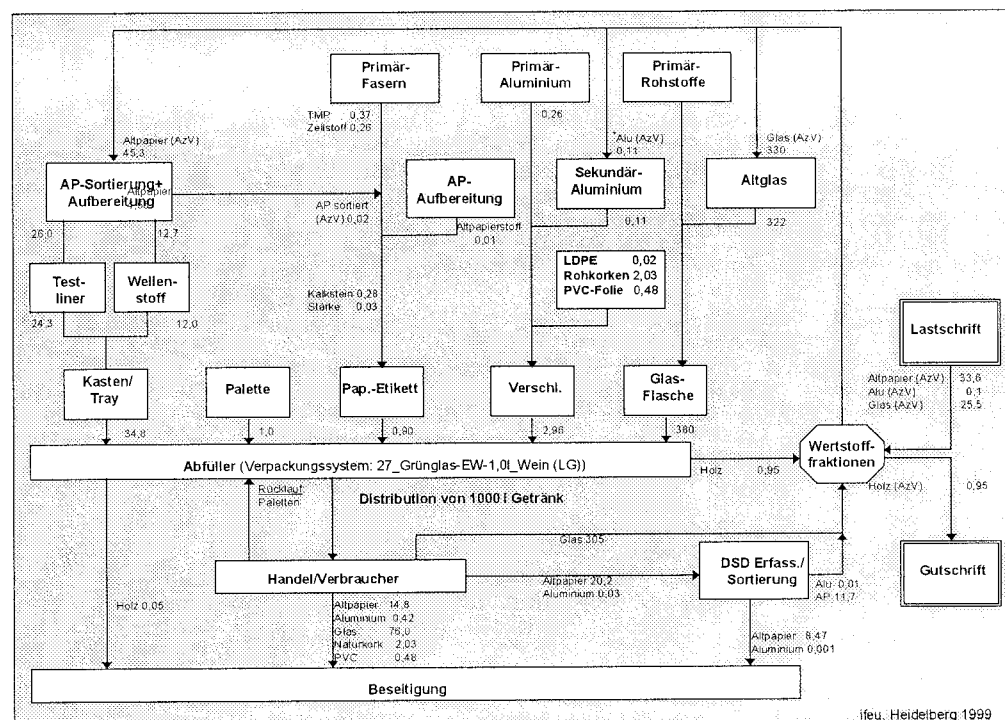 Primär-
Fasern
Primär-
Aluminium
Primär-
Rohstoffe
TMP 0,37
Zellstoff 0,26
0,26
Altpapier (AzV)
45,3
Alu (AzV)
0,11
Glas (AzV)
330
AP-Sortierung+
Aufbereitung
Altpapier
AP sortiert
(AzV) 0,02
AP-
Aufbereitung
Sekundär-
Aluminium
Altglas
Altpapierstoff
0,01
0,11
322
26,0
12,7
Test-
liner
Wellen-
stoff
LDPE 0,02
Rohkorken 2,03
PVC-Folie 0,48
Kalkstein 0,28
Stärke 0,03
24,3
12,0
Lastschrift
Kasten/
Tray
Palette
Pap.-Etikett
Verschl.
Glas-
Flasche
Altpapier (AzV) 33,6
Alu (AzV) 0,1
Glas (AzV) 25,5
34,8
1,0
0,90
2,96
380
Abfüller (Verpackungssystem: 27_Grünglas-EW-1,0l_Wein (LG))
Holz 0,95
Wertstoff-
fraktionen
Holz (AzV) 0,95
Rücklauf
Paletten
Distribution von 1000 l Getränk
Glas 305
Handel/Verbraucher
Altpapier 20,2
Aluminium 0,03
DSD Erfass./
Sortierung
Alu 0,01
AP 11,7
Gutschrift
Holz 0,05
Altpapier 14,8
Aluminium 0,42
Glas 76,0
Naturkork 2,03
PVC 0,48
Altpapier 8,47
Aluminium 0,001
Beseitigung
ifeu, Heidelberg 1999